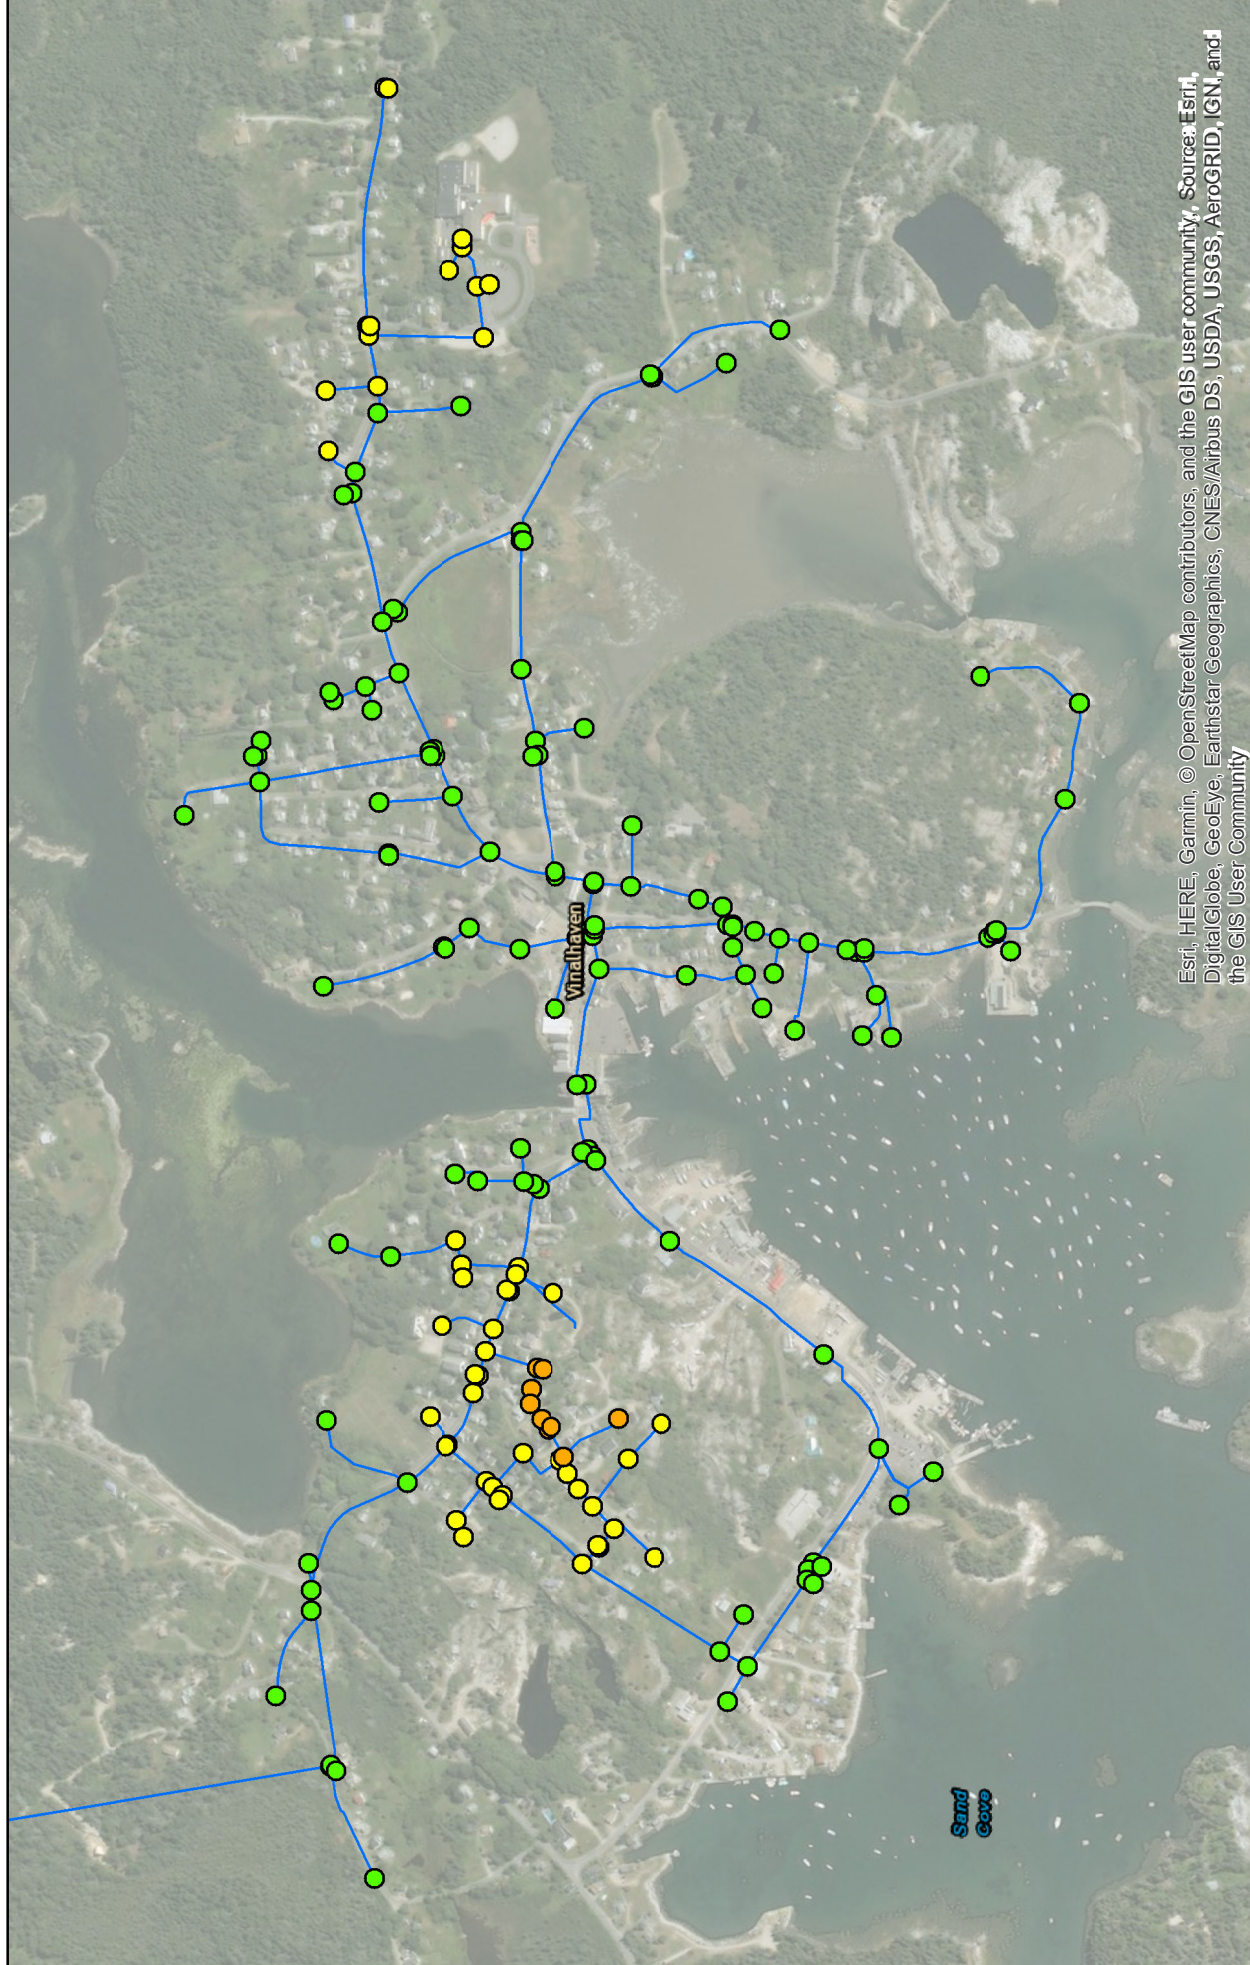 Vinalhaven
Sand
Cove
Esri, HERE, Garmin, © OpenStreetMap contributors, and the GIS user community, Source: Esri,
DigitalGlobe, GeoEye, Earthstar Geographics, CNES/Airbus DS, USDA, USGS, AeroGRID, IGN, and
the GIS User Community